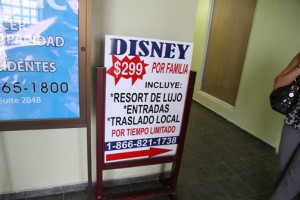 DENTES
65-1800
Suite 204B
DISNEY
$299 POR FAMILIA
INCLUYE:
*RESORT DE LUJO
*ENTRADAS
*TRASLADO LOCAL
POR TIEMPO LIMITADO
1-866-821-1738